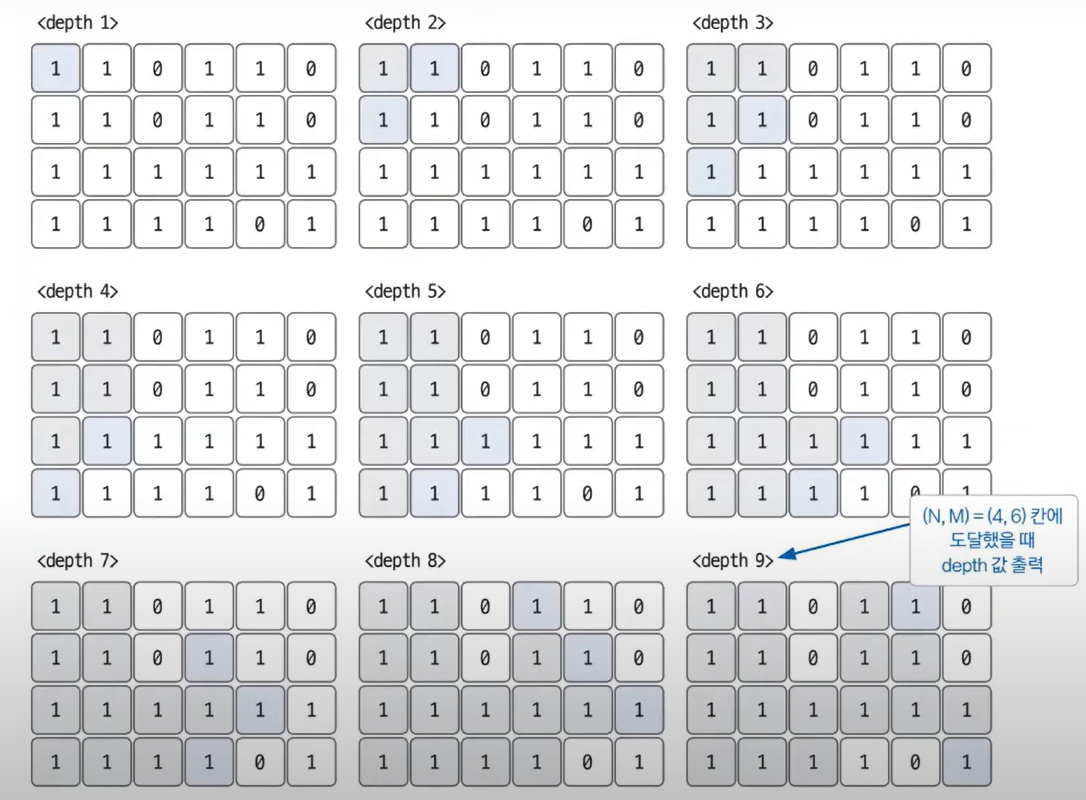 <depth 1> <depth 2> <depth 3>
1 1 0 1 1 0 1 1 0 1 1 0 1 1 0 1 1 0
1 1 0 1 1 0 1 1 0 1 1 0 1 1 0 1 1 0
1 1 1 1 1 1 1 1 1 1 1 1 1 1 1 1 1 1
1 1 1 1 0 1 1 1 1 1 0 1 1 1 1 1 0 1
<depth 4> <depth 5> <depth 6>
1 1 0 1 1 0 1 1 0 1 1 0 1 1 0 1 1 0
1 1 0 1 1 0 1 1 0 1 1 0 1 1 0 1 1 0
1 1 1 1 1 1 1 1 1 1 1 1 1 1 1 1 1 1
1 1 1 1 0 1 1 1 1 1 0 1 1 1 1 1 0 1
(N, M) = (4, 6) 칸에
도달했을 때
depth 값 출력
<depth 7> <depth 8> <depth 9>
1 1 0 1 1 0 1 1 0 1 1 0 1 1 0 1 1 0
1 1 0 1 1 0 1 1 0 1 1 0 1 1 0 1 1 0
1 1 1 1 1 1 1 1 1 1 1 1 1 1 1 1 1 1
1 1 1 1 0 1 1 1 1 1 0 1 1 1 1 1 0 1